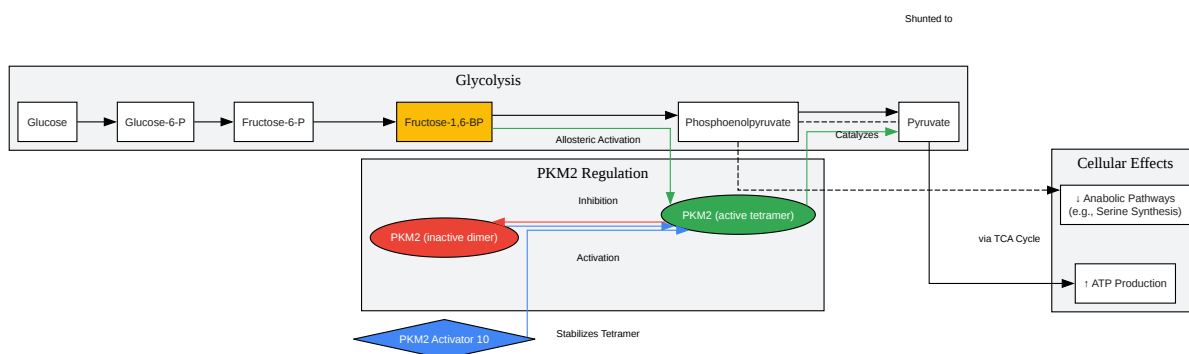 Shunted to
Glycolysis
Glucose
Glucose-6-P
Fructose-6-P
Fructose-1,6-BP
Phosphoenolpyruvate
Pyruvate
Allosteric Activation
Catalyzes
PKM2 Regulation
Cellular Effects
Inhibition
↓ Anabolic Pathways
(e.g., Serine Synthesis)
PKM2 (active tetramer)
PKM2 (inactive dimer)
via TCA Cycle
Activation
↑ ATP Production
Stabilizes Tetramer
PKM2 Activator 10